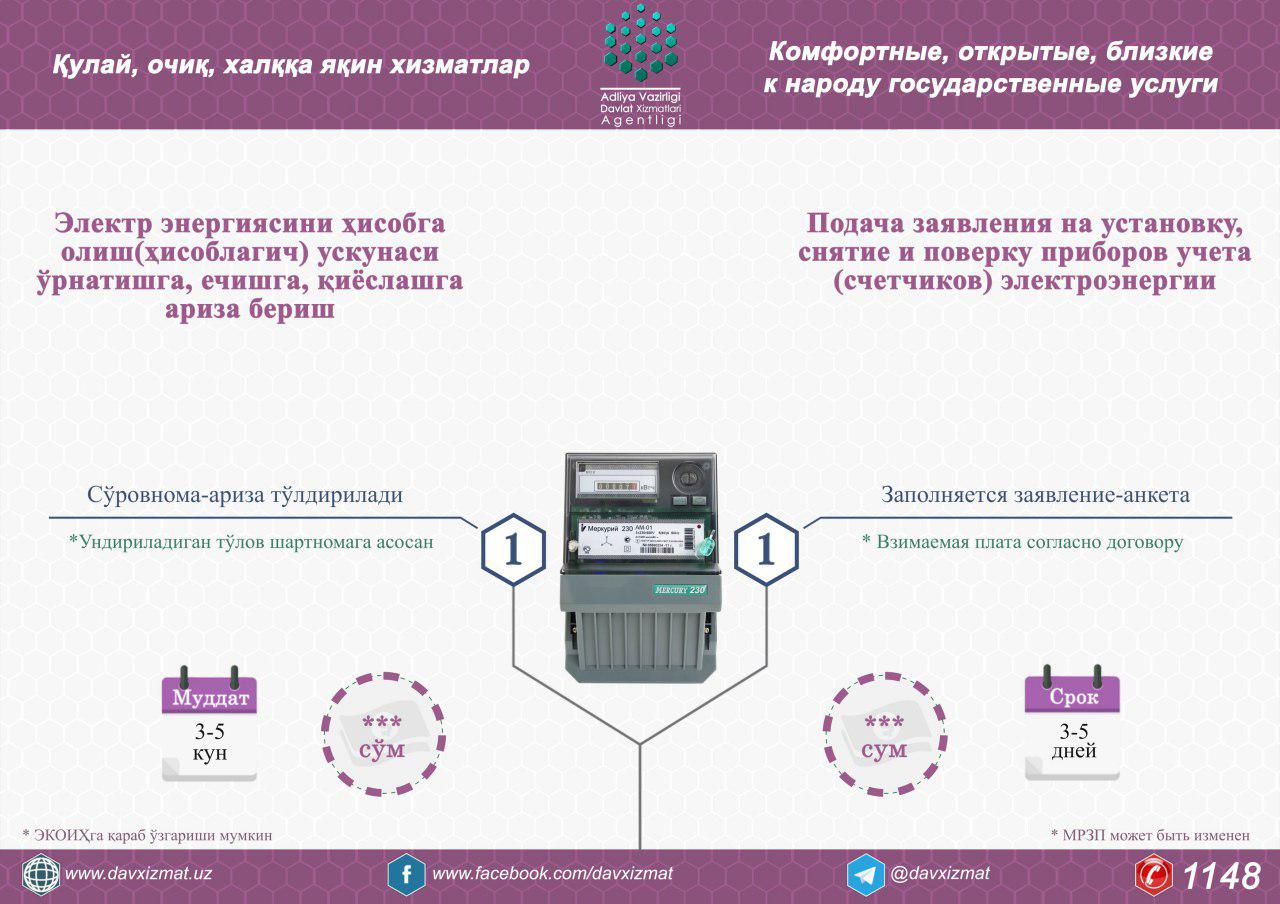 Қулай, очиқ, халққа яқин хизматлар
Adliya Vazirligi
Davlat Xizmatlari
Agentligi
Комфортные, открытые, близкие
к народу государственные услуги
Электр энергиясини ҳисобга
олиш(ҳисоблагич) ускунаси
ўрнатишга, ечишга, қиёслашга
ариза бериш
Подача заявления на установку,
снятие и поверку приборов учета
(счетчиков) электроэнергии
Сўровнома-ариза тўлдирилади
*Ундириладиган тўлов шартномага асосан
1
Меркурий 230 AM-01
MERCURY 230
1
Заполняется заявление-анкета
* Взимаемая плата согласно договору
Муддат
3-5
кун
***
сўм
***
сум
Срок
3-5
дней
* ЭКОИҲга қараб ўзгариши мумкин
* МРЗП может быть изменен
www.davxizmat.uz
www.facebook.com/davxizmat
@davxizmat
1148